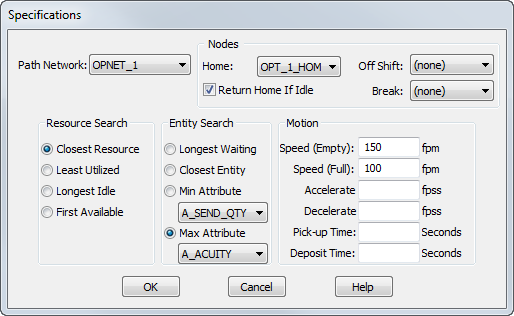 Specifications
Nodes
Path Network: OPNET_1
Home: OPT_1_HOM
Off Shift: (none)
Return Home If Idle
Break: (none)
Resource Search
Closest Resource
Least Utilized
Longest Idle
First Available
Entity Search
Longest Waiting
Closest Entity
Min Attribute
A_SEND_QTY
Max Attribute
A_ACUITY
Motion
Speed (Empty): 150 fpm
Speed (Full): 100 fpm
Accelerate fpss
Decelerate fpss
Pick-up Time: Seconds
Deposit Time: Seconds
OK Cancel Help